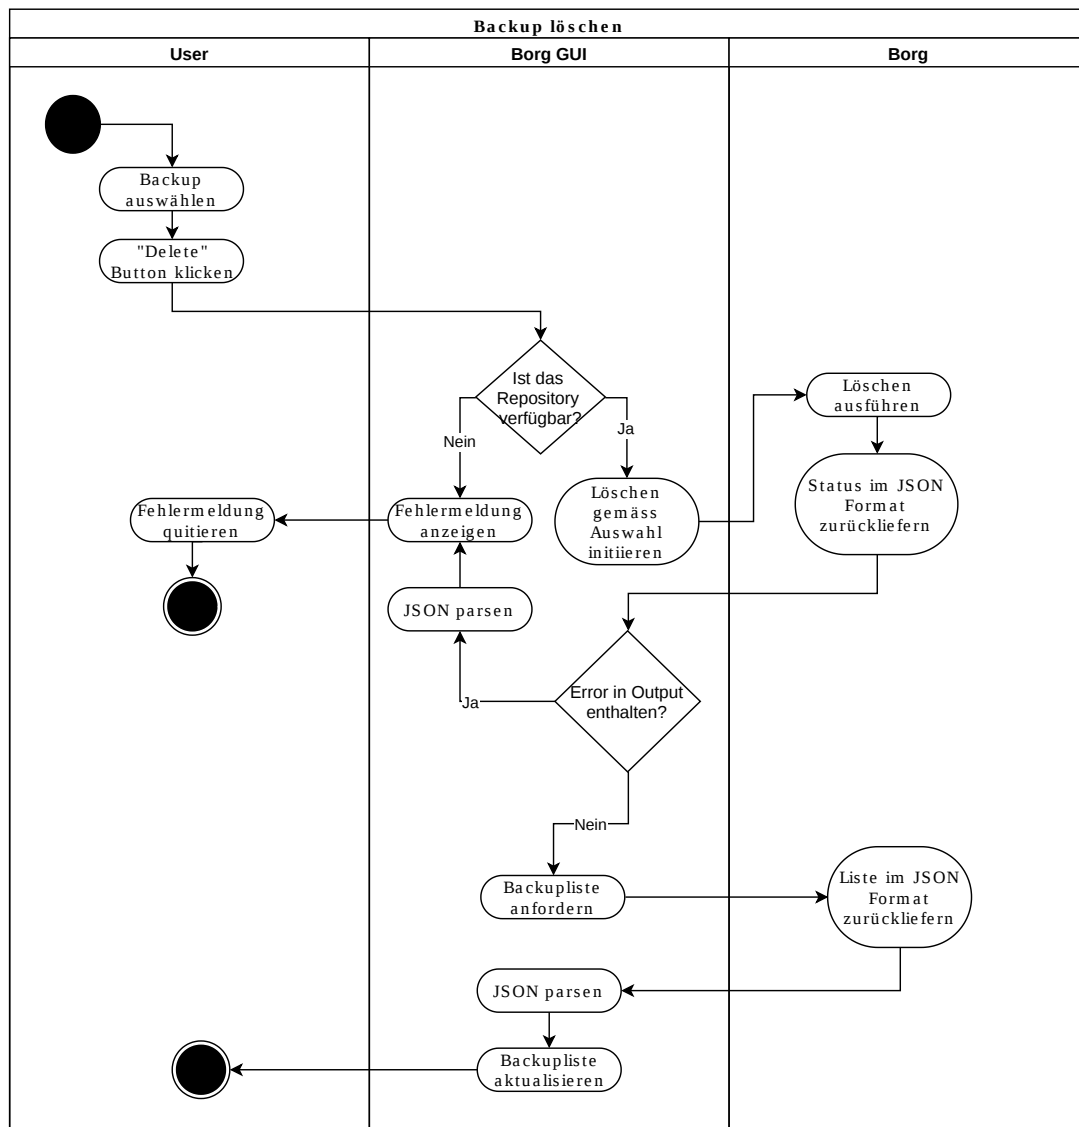 Backup löschen
User
Borg GUI
Borg
Backup
auswählen
"Delete"
Button klicken
Ist das
Repository
verfügbar?
Nein
Ja
Löschen
ausführen
Status im JSON
Format
zurückliefern
Löschen
gemäss
Auswahl
initiieren
Fehlermeldung
anzeigen
Fehlermeldung
quitieren
JSON parsen
Error in Output
enthalten?
Ja
Nein
Backupliste
anfordern
Liste im JSON
Format
zurückliefern
JSON parsen
Backupliste
aktualisieren